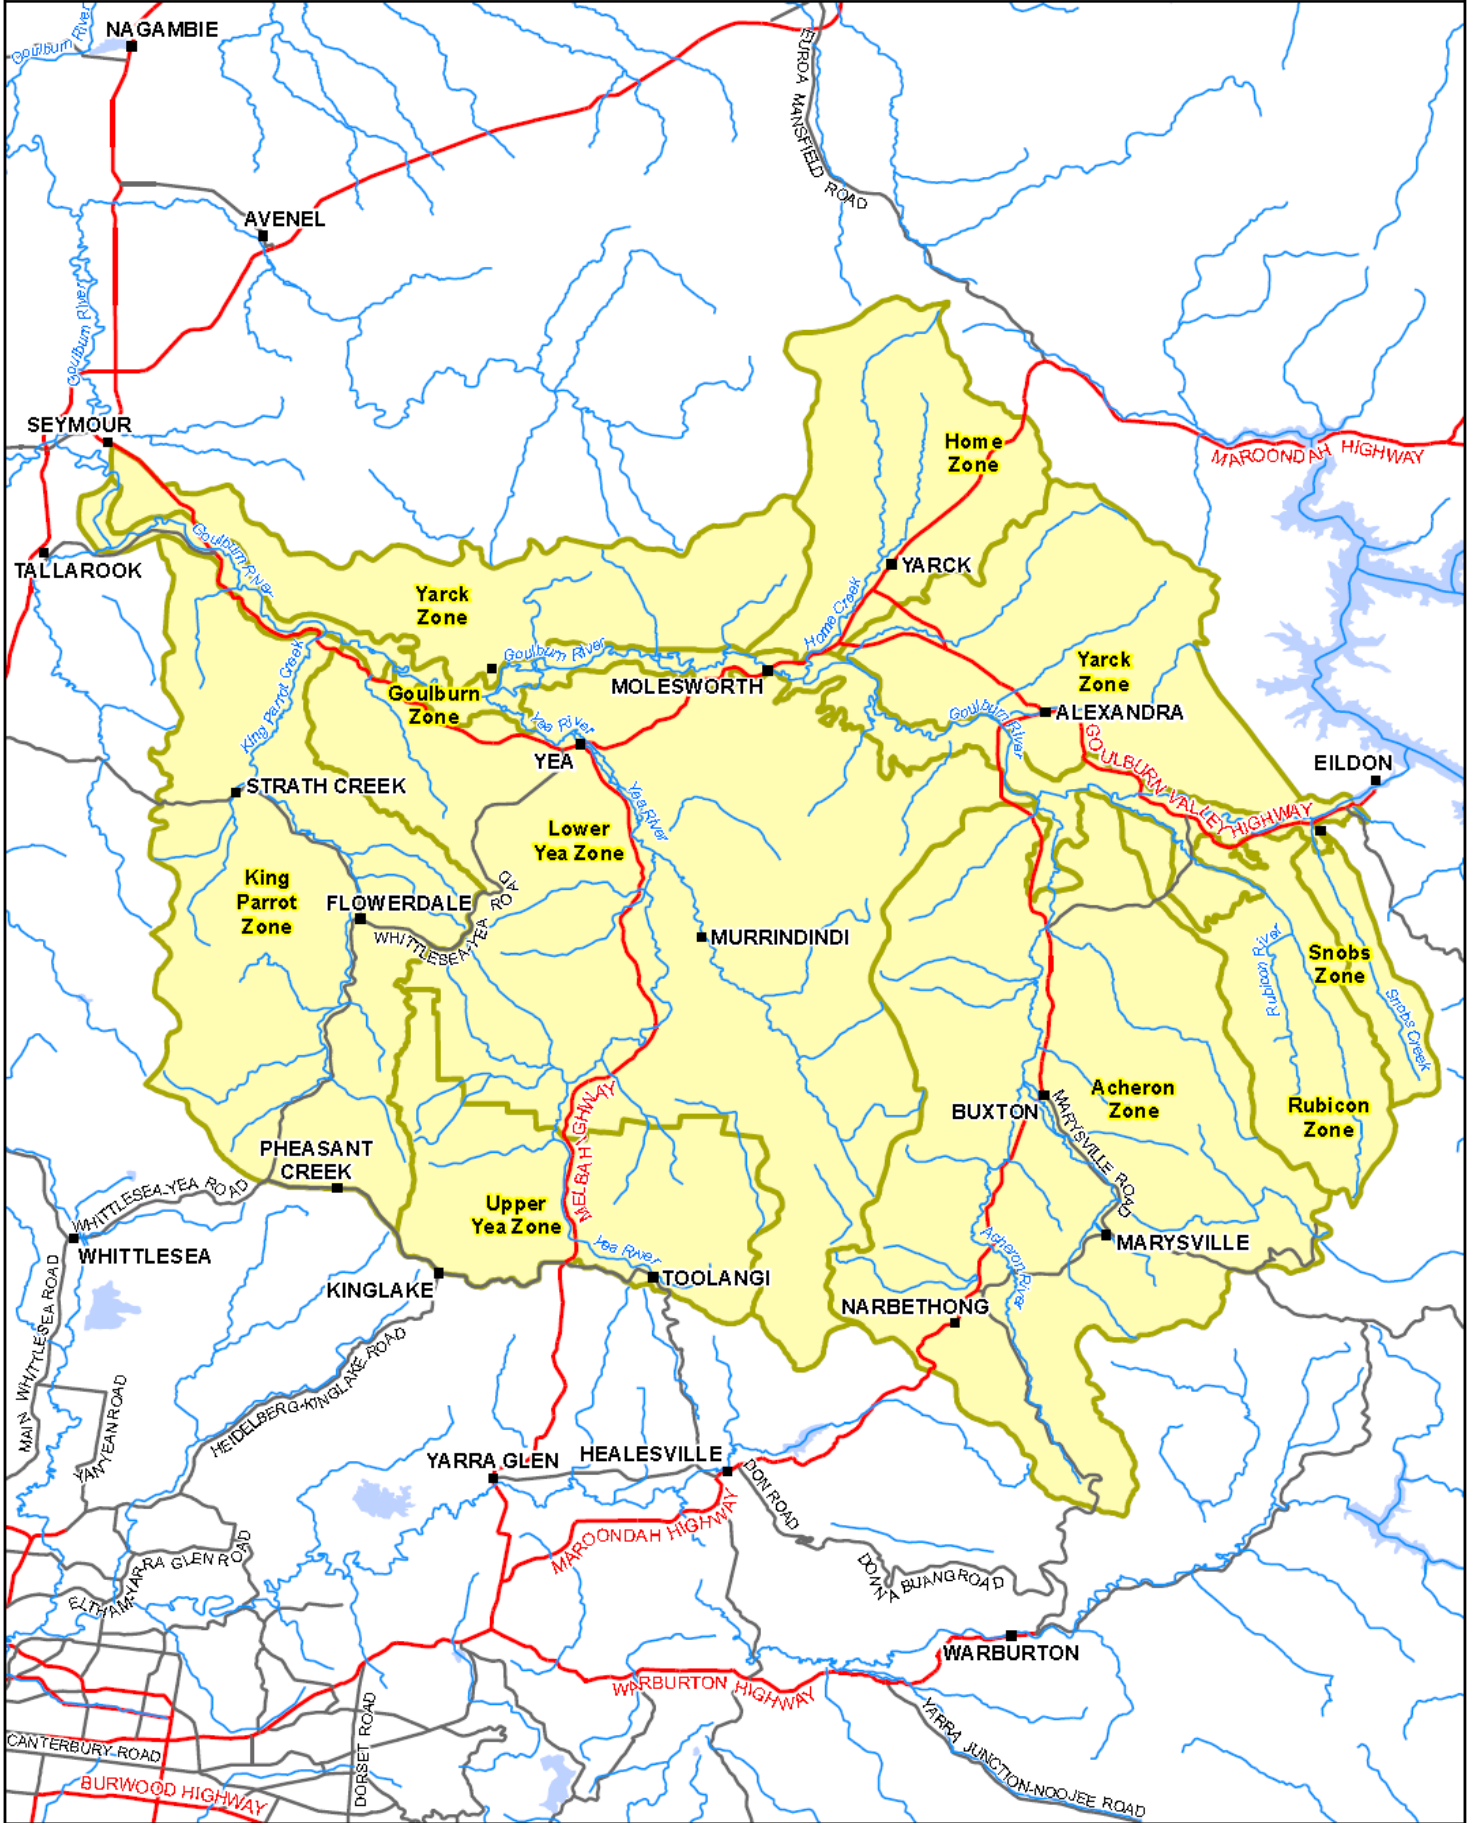 NAGAMBIE
Goulburn River
EUROA MANSFIELD ROAD
AVENEL
Goulburn River
SEYMOUR
MAROONDAH HIGHWAY
Home
Zone
TALLAROOK
Goulburn River
YARCK
Yarck
Zone
Home Creek
Goulburn River
King Parrot Creek
MOLESWORTH
Yarck
Zone
Goulburn
Zone
Goulburn River
ALEXANDRA
Yea River
YEA
GOULBURN VALLEY HIGHWAY
EILDON
STRATH CREEK
Yea River
Lower
Yea Zone
King
Parrot
Zone
FLOWERDALE
WHITTLESEA-YEA ROAD
MURRINDINDI
Rubicon River
Snobs
Zone
Snobs Creek
Acheron
Zone
BUXTON
MARYSVILLE ROAD
Rubicon
Zone
MELBAH HIGHWAY
PHEASANT
CREEK
WHITTLESEA-YEA ROAD
Upper
Yea Zone
WHITTLESEA
Yea River
Acheron River
MARYSVILLE
KINGLAKE
TOOLANGI
NARBETHONG
MAIN WHITTLESEA ROAD
HEIDELBERG-KINGLAKE ROAD
YAN YEAN ROAD
YARRA GLEN
HEALESVILLE
DON ROAD
MAROONDAH HIGHWAY
ELTHAM-YARRA GLEN ROAD
DONNA BUANG ROAD
WARBURTON
WARBURTON HIGHWAY
YARRA JUNCTION-NOOJEE ROAD
DORSET ROAD
CANTERBURY ROAD
BURWOOD HIGHWAY